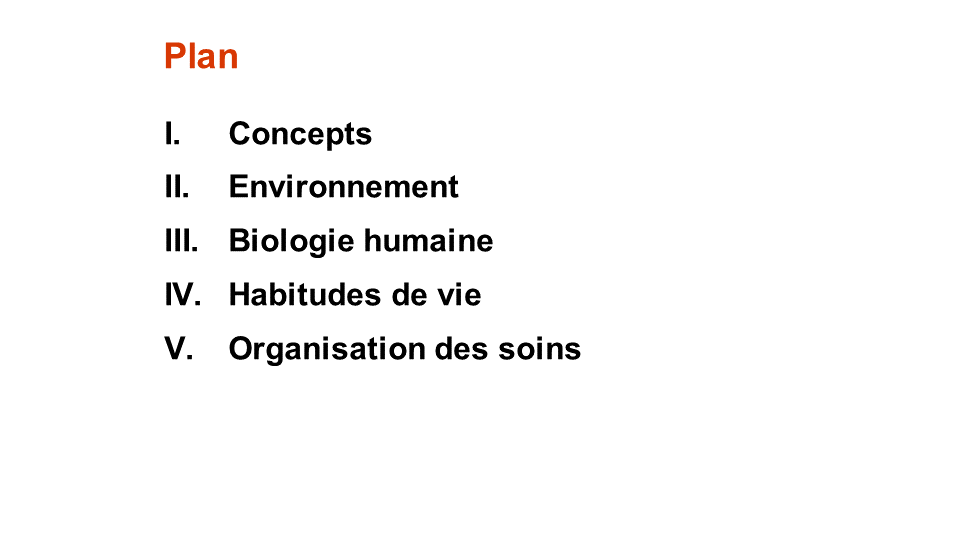 Plan
I. Concepts
II. Environnement
III. Biologie humaine
IV. Habitudes de vie
V. Organisation des soins